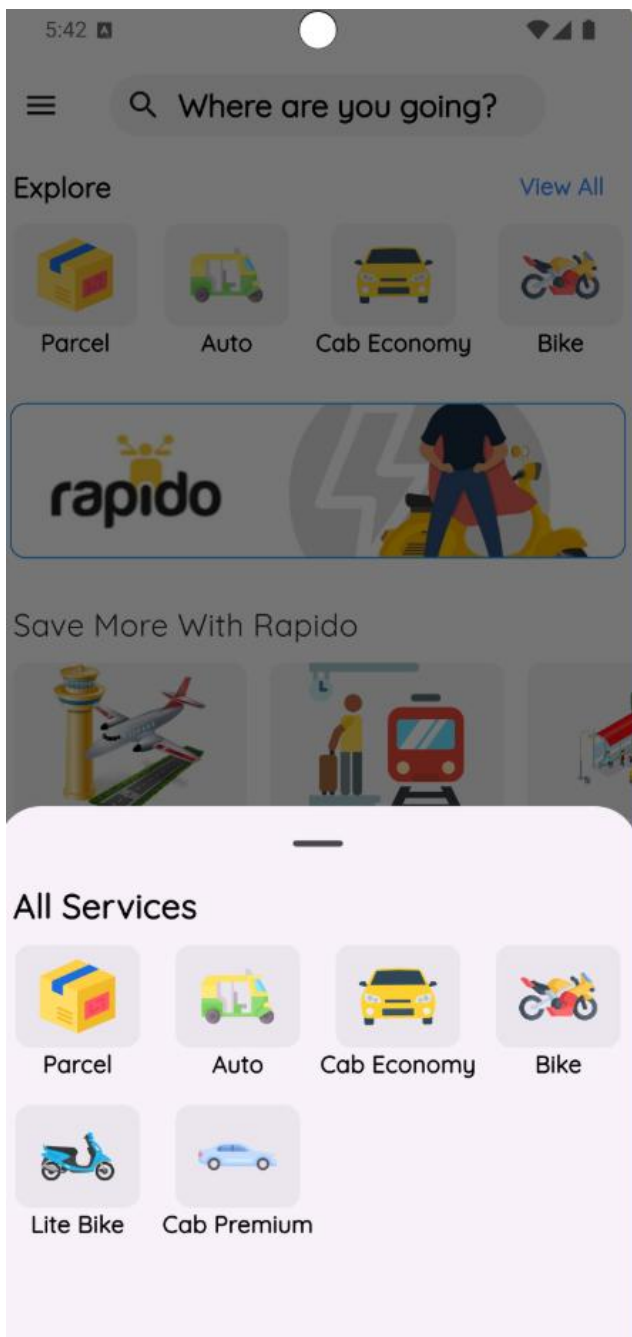 5:42 A
Where are you going?
Explore View All
Parcel Auto Cab Economy Bike
rapido
Save More With Rapido
L
All Services
Parcel Auto Cab Economy Bike
Lite Bike Cab Premium